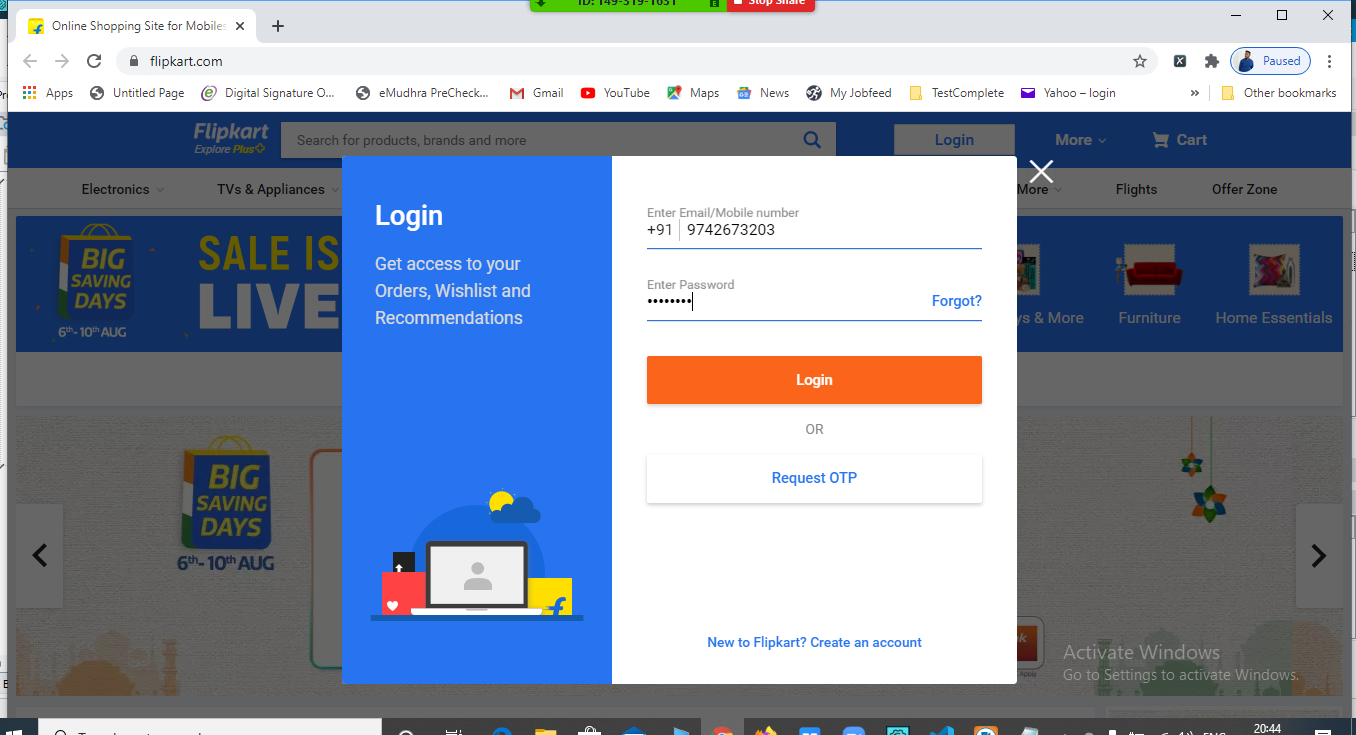 ID: 149-319-1631
Stop Share
Online Shopping Site for Mobiles
flipkart.com
Paused
Apps
Untitled Page
Digital Signature O...
eMudhra PreCheck...
Gmail
YouTube
Maps
News
My Jobfeed
TestComplete
Yahoo – login
»
Other bookmarks
Flipkart
Explore Plus
Search for products, brands and more
Login
More
Cart
Electronics
TVs & Appliances
More
Flights
Offer Zone
BIG
SAVING
DAYS
6th-10th AUG
SALE IS
LIVE
ys & More
Furniture
Home Essentials
Login
Get access to your
Orders, Wishlist and
Recommendations
Enter Email/Mobile number
+91 9742673203
Enter Password
••••••••
Forgot?
Login
OR
Request OTP
New to Flipkart? Create an account
BIG
SAVING
DAYS
6th-10th AUG
Activate Windows
Go to Settings to activate Windows.
20:44